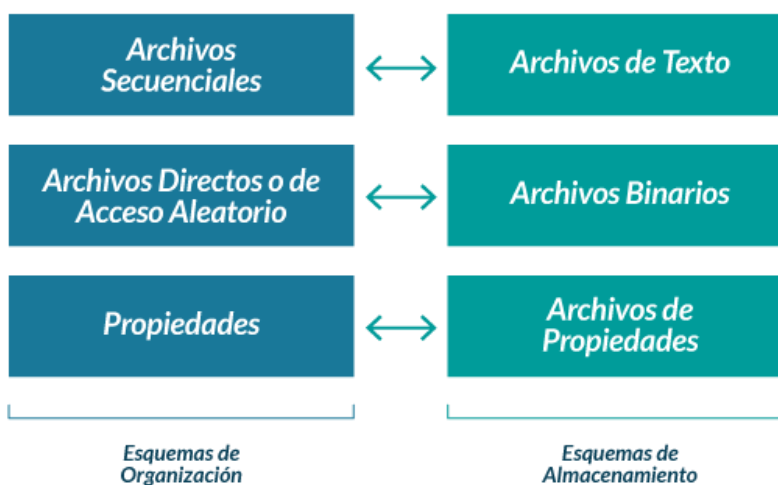 Archivos
Secuenciales
Archivos de Texto
Archivos Directos o de
Acceso Aleatorio
Archivos Binarios
Propiedades
Archivos de
Propiedades
Esquemas de
Organización
Esquemas de
Almacenamiento